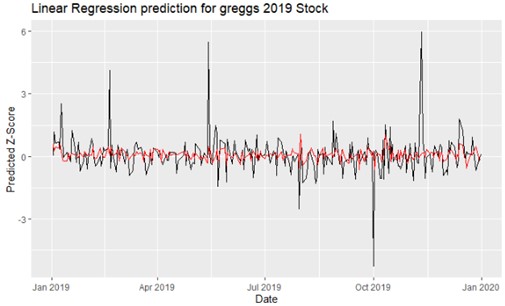 Linear Regression prediction for greggs 2019 Stock
6
3
0
-3
Predicted Z-Score
Jan 2019 Apr 2019 Jul 2019 Oct 2019 Jan 2020
Date